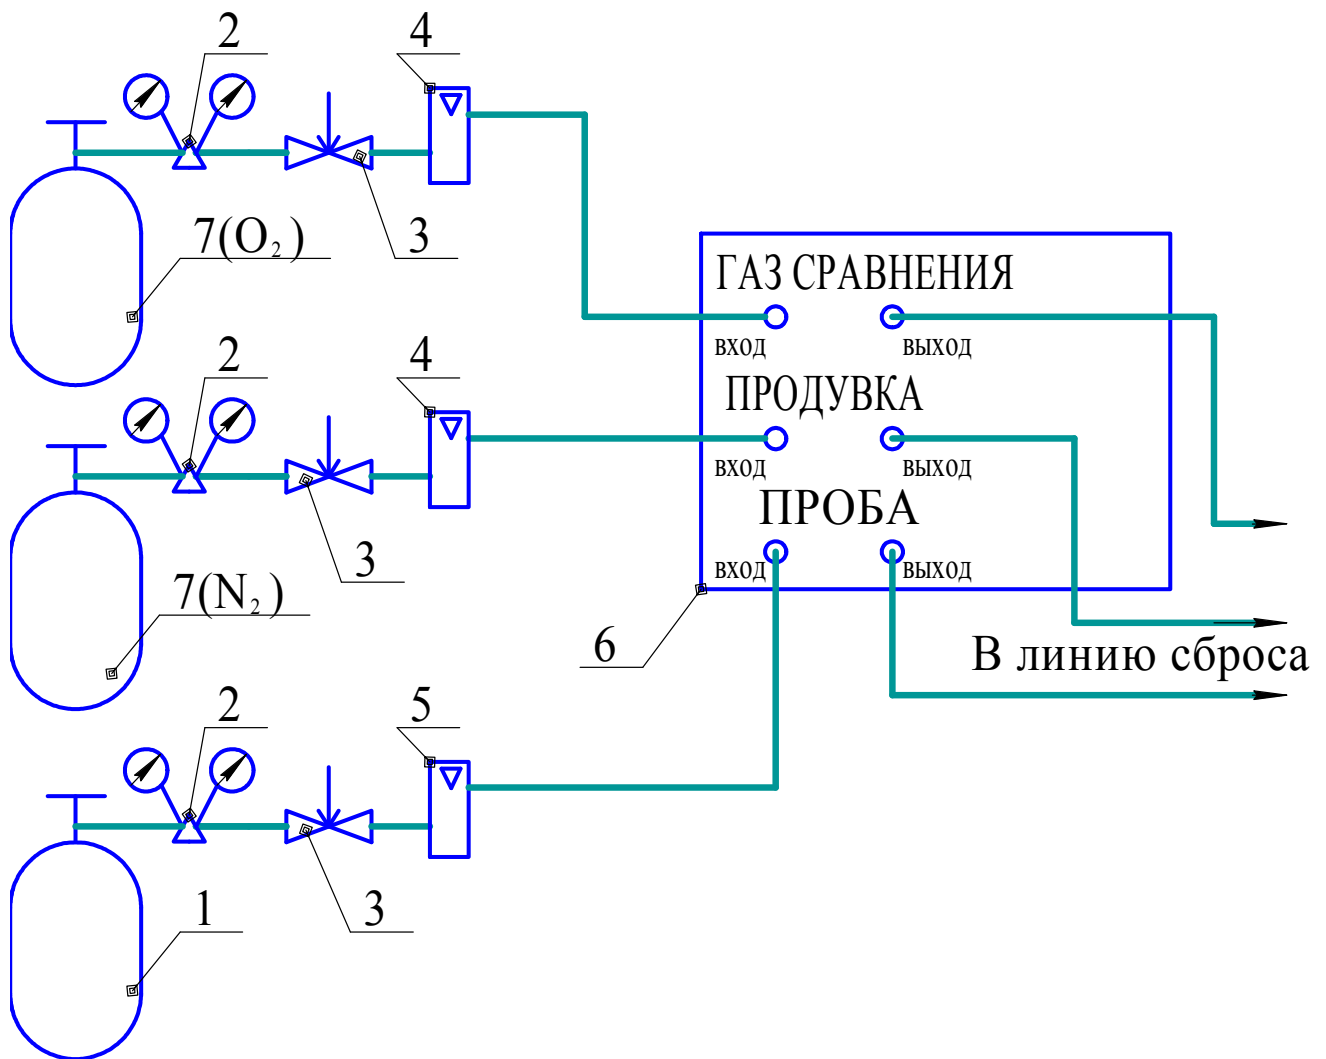 2
4
7(O₂)
3
ГАЗ СРАВНЕНИЯ
вход
выход
2
4
ПРОДУВКА
вход
выход
3
7(N₂)
ПРОБА
вход
выход
6
В линию сброса
2
5
1
3